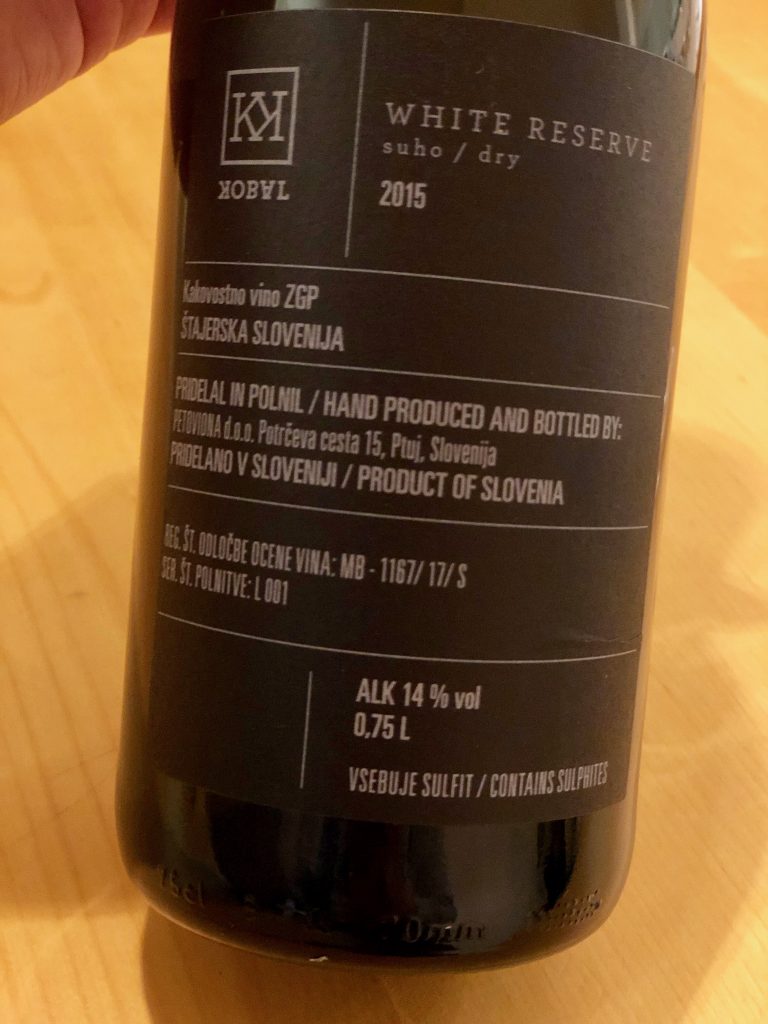 KK
KOBAL
WHITE RESERVE
suho / dry
2015
Kakovostno vino ZGP
ŠTAJERSKA SLOVENIJA
PRIDELAL IN POLNIL / HAND PRODUCED AND BOTTLED BY:
PETOVIONA d.o.o. Potrčeva cesta 15, Ptuj, Slovenija
PRIDELANO V SLOVENIJI / PRODUCT OF SLOVENIA
REG. ŠT. ODLOČBE OCENE VINA: MB - 1167/ 17/ S
SER. ŠT. POLNITVE: L 001
ALK 14 % vol
0,75 L
VSEBUJE SULFIT / CONTAINS SULPHITES
75cl